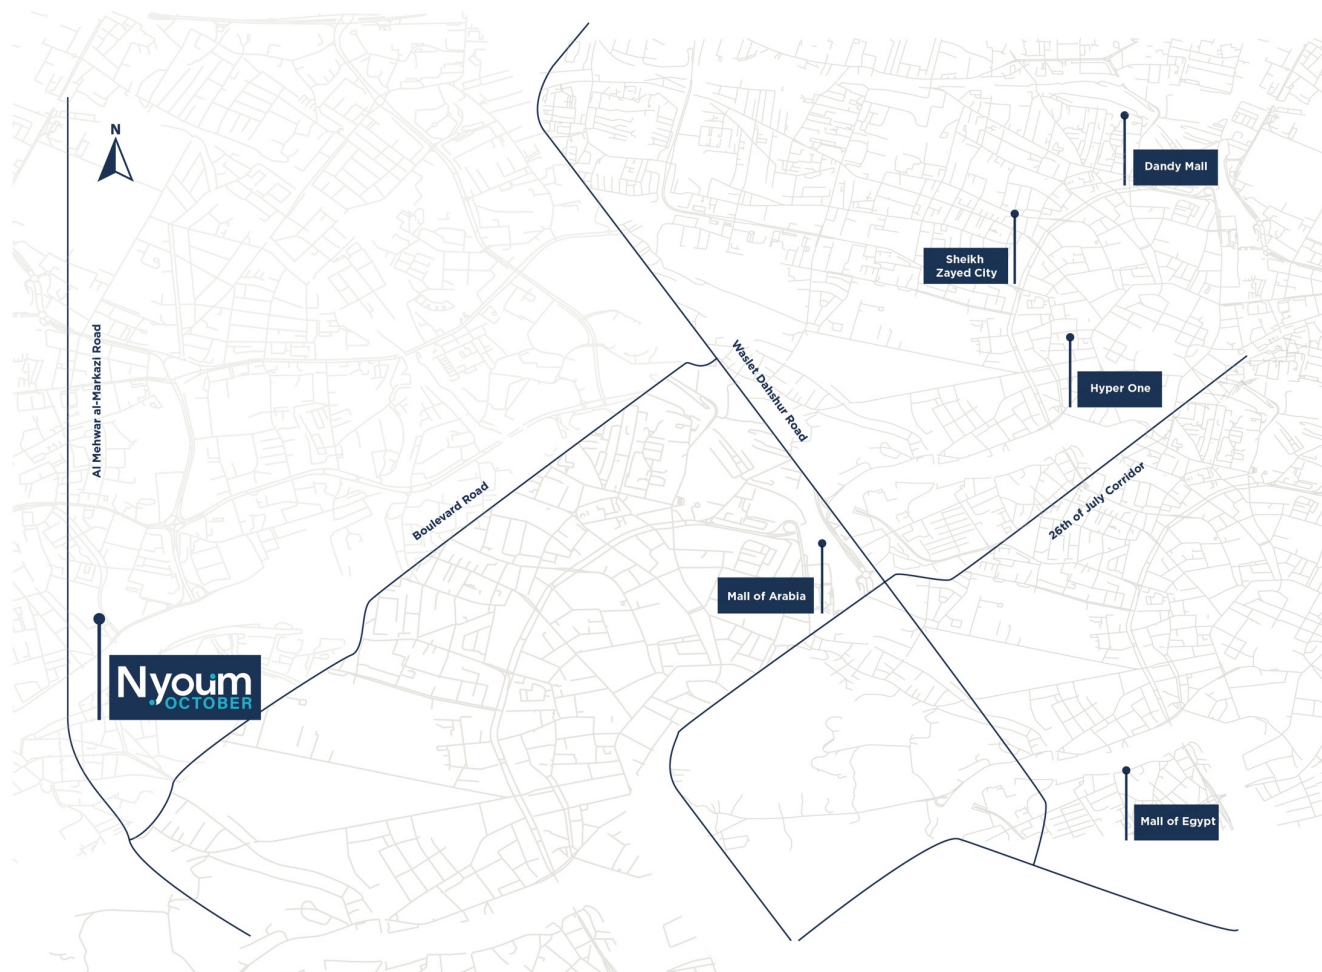 N
Dandy Mall
Sheikh
Zayed City
Al Mehwar al-Markazi Road
Waslet Dahshur Road
Hyper One
Boulevard Road
26th of July Corridor
Mall of Arabia
Nyoum
OCTOBER
Mall of Egypt